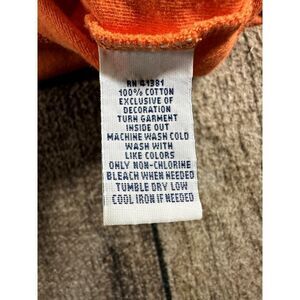 RN 41381
100% COTTON
EXCLUSIVE OF
DECORATION
TURN GARMENT
INSIDE OUT
MACHINE WASH COLD
WASH WITH
LIKE COLORS
ONLY NON-CHLORINE
BLEACH WHEN NEEDED
TUMBLE DRY LOW
COOL IRON IF NEEDED